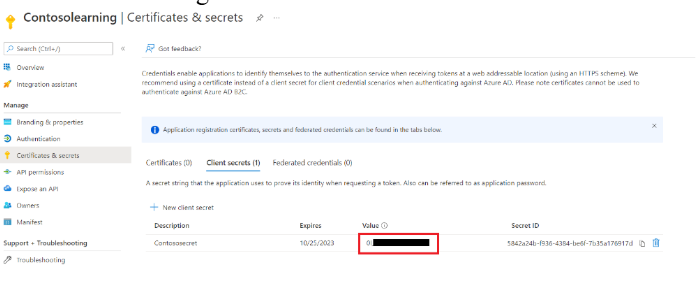 Contosolearning | Certificates & secrets
Search (Ctrl+/)
Got feedback?
Overview
Integration assistant
Manage
Branding & properties
Authentication
Certificates & secrets
API permissions
Expose an API
Owners
Manifest
Support + Troubleshooting
Troubleshooting
Credentials enable applications to identify themselves to the authentication service when receiving tokens at a web addressable location (using an HTTPS scheme). We
recommend using a certificate instead of a client secret for client credential scenarios when authenticating against Azure AD. Please note certificates cannot be used to
authenticate against Azure AD B2C.
Application registration certificates, secrets and federated credentials can be found in the tabs below.
Certificates (0) Client secrets (1) Federated credentials (0)
A secret string that the application uses to prove its identity when requesting a token. Also can be referred to as application password.
New client secret
Description Expires Value Secret ID
Contososecret 10/25/2023 5842a24b-f936-4384-be6f-7b35a176917d